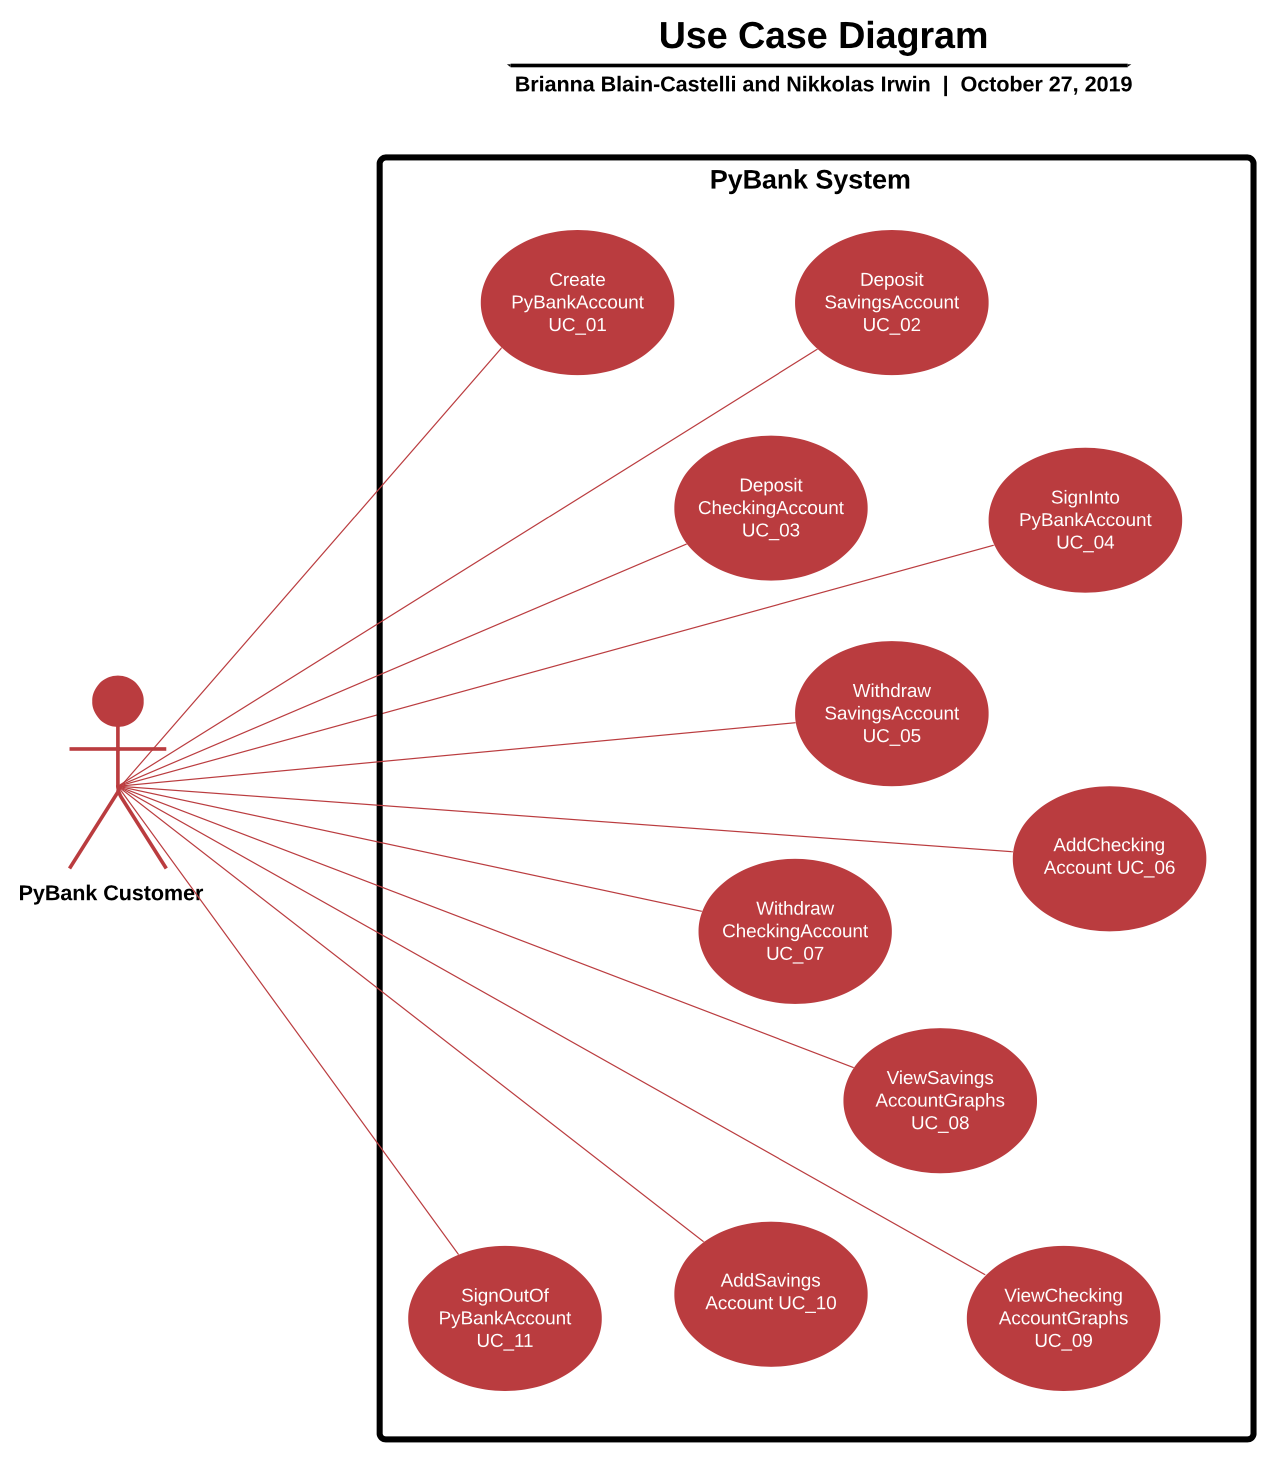 Use Case Diagram
Brianna Blain-Castelli and Nikkolas Irwin | October 27, 2019
PyBank System
Create
PyBankAccount
UC_01
Deposit
SavingsAccount
UC_02
Deposit
CheckingAccount
UC_03
SignInto
PyBankAccount
UC_04
Withdraw
SavingsAccount
UC_05
AddChecking
Account UC_06
PyBank Customer
Withdraw
CheckingAccount
UC_07
ViewSavings
AccountGraphs
UC_08
ViewChecking
AccountGraphs
UC_09
AddSavings
Account UC_10
SignOutOf
PyBankAccount
UC_11